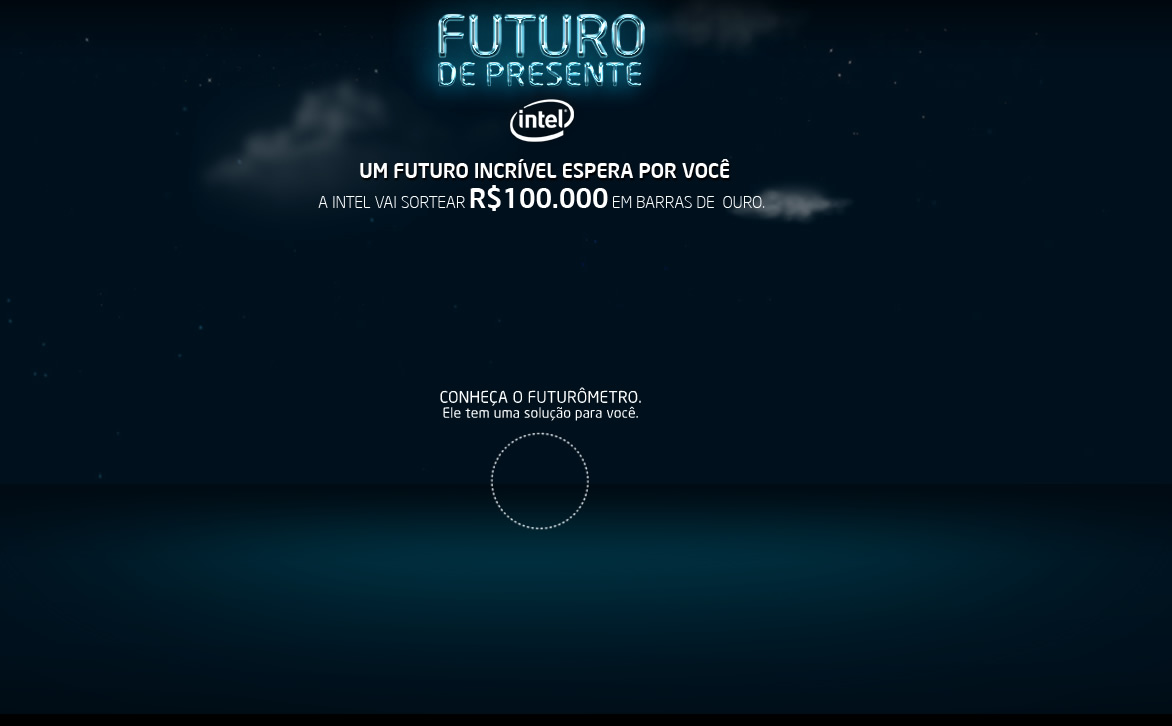 FUTURO
DE PRESENTE
intel
UM FUTURO INCRÍVEL ESPERA POR VOCÊ
A INTEL VAI SORTEAR R$100.000 EM BARRAS DE OURO.
CONHEÇA O FUTURÔMETRO.
Ele tem uma solução para você.